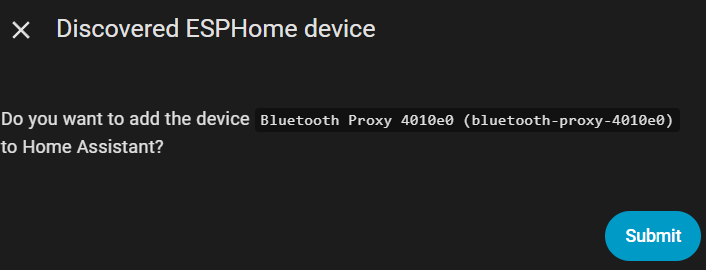 Discovered ESPHome device
Do you want to add the device Bluetooth Proxy 4010e0 (bluetooth-proxy-4010e0)
to Home Assistant?
Submit